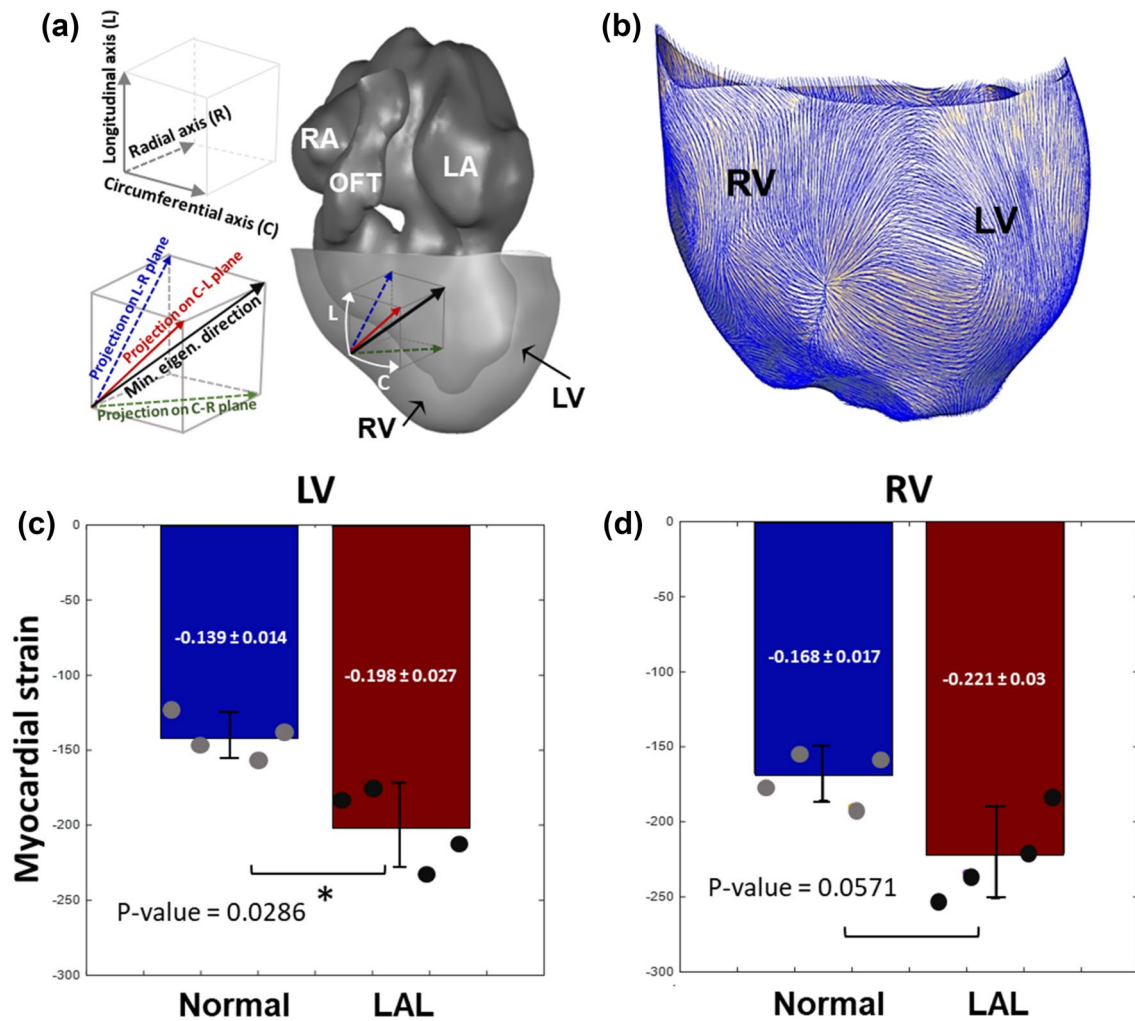 (a)
Longitudinal axis (L)
Radial axis (R)
Circumferential axis (C)
Projection on L-R plane
Projection on C-L plane
Min. eigen. direction
Projection on C-R plane
RA
OFT
LA
L
C
RV
LV
(b)
RV
LV
LV
(c)
Myocardial strain
0
-50
-100
-150
-200
-250
-300
-0.139 ± 0.014
-0.198 ± 0.027
*
P-value = 0.0286
Normal LAL
RV
(d)
0
-50
-100
-150
-200
-250
-300
-0.168 ± 0.017
-0.221 ± 0.03
P-value = 0.0571
Normal LAL